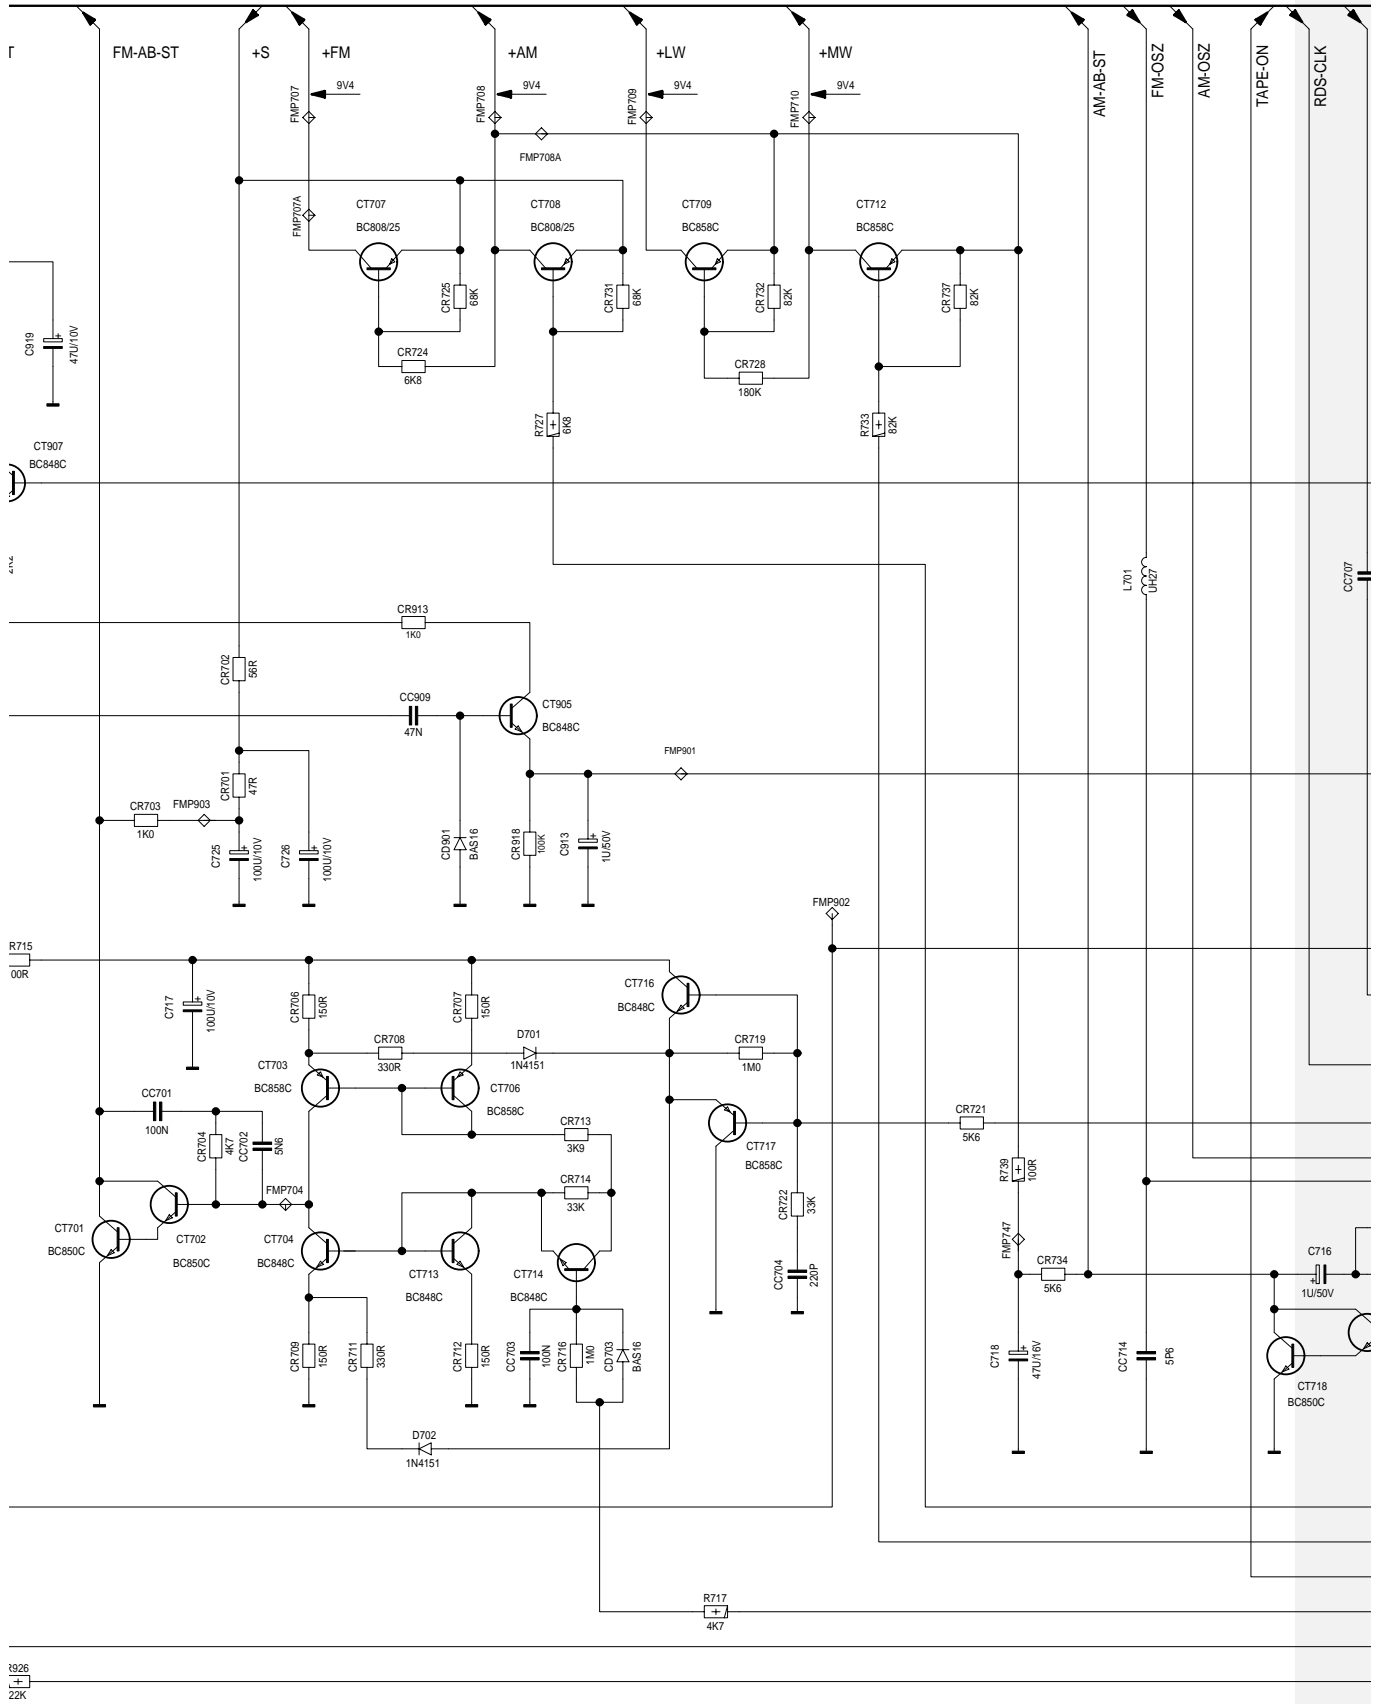 T
FM-AB-ST
+S
+FM
+AM
+LW
+MW
AM-AB-ST
FM-OSZ
AM-OSZ
TAPE-ON
RDS-CLK
FMP707
9V4
FMP708
9V4
FMP709
9V4
FMP710
9V4
FMP708A
FMP707A
CT707
BC808/25
CT708
BC808/25
CT709
BC858C
CT712
BC858C
CR725
68K
CR731
68K
CR732
82K
CR737
82K
C919
+
47U/10V
CR724
6K8
CR728
180K
R727
+
6K8
R733
+
82K
CT907
BC848C
2K2
L701
UH27
CC707
CR913
1K0
CR702
56R
CC909
47N
CT905
BC848C
FMP901
CR701
47R
CR703
1K0
FMP903
C725
+
100U/10V
C726
+
100U/10V
CD901
BAS16
CR918
100K
C913
+
1U/50V
FMP902
R715
00R
C717
+
100U/10V
CR706
150R
CR707
150R
CT716
BC848C
CR708
330R
D701
1N4151
CR719
1M0
CT703
BC858C
CT706
BC858C
CC701
100N
CR704
4K7
CC702
5N6
CR713
3K9
CT717
BC858C
CR721
5K6
R739
+
100R
FMP704
CR714
33K
CR722
33K
CT701
BC850C
CT702
BC850C
CT704
BC848C
CT713
BC848C
CT714
BC848C
CC704
220P
FMP747
CR734
5K6
C716
+
1U/50V
CR709
150R
CR711
330R
CR712
150R
CC703
100N
CR716
1M0
CD703
BAS16
C718
+
47U/16V
CC714
5P6
CT718
BC850C
D702
1N4151
R717
+
4K7
R926
+
22K